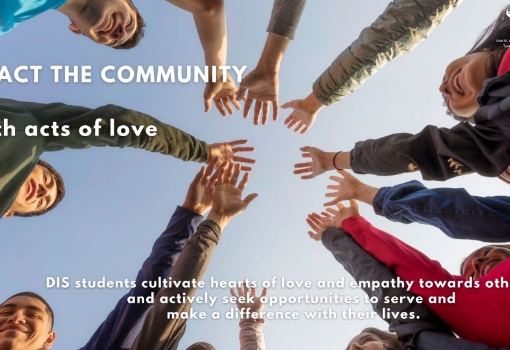 ACT THE COMMUNITY
th acts of love
DIS students cultivate hearts of love and empathy towards oth
and actively seek opportunities to serve and
make a difference with their lives.